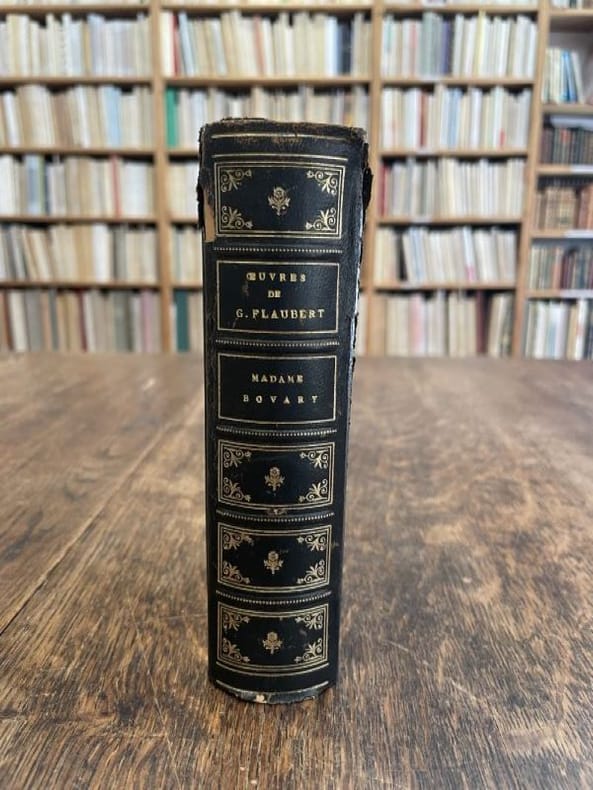 ŒUVRES
DE
G. FLAUBERT
MADAME
BOVARY